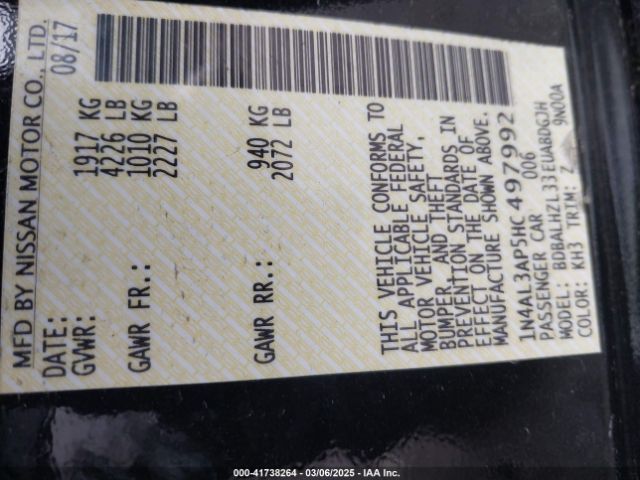 MFD BY NISSAN MOTOR CO., LTD.
DATE: 08/17
GVWR: 1917 KG
4226 LB
GAWR FR.: 1010 KG
2227 LB
GAWR RR.: 940 KG
2072 LB
THIS VEHICLE CONFORMS TO
ALL APPLICABLE FEDERAL
MOTOR VEHICLE SAFETY,
BUMPER, AND THEFT
PREVENTION STANDARDS IN
EFFECT ON THE DATE OF
MANUFACTURE SHOWN ABOVE.
1N4AL3AP5HC497992
PASSENGER CAR 006
MODEL: BDBALHZL33EUABDGJH
COLOR: KH3 TRIM: Z 9N00A
000-41738264 - 03/06/2025 - IAA Inc.